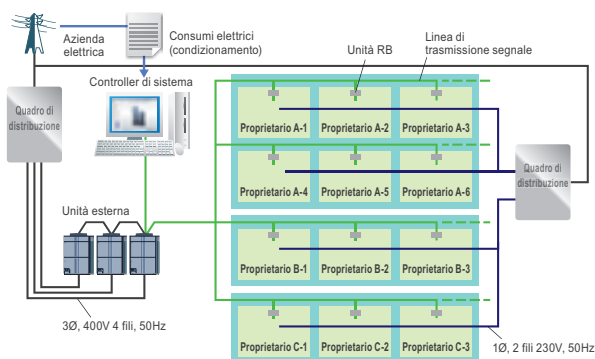 Azienda
elettrica
Consumi elettrici
(condizionamento)
Unità RB
Linea di
trasmissione segnale
Controller di sistema
Quadro di
distribuzione
Proprietario A-1
Proprietario A-2
Proprietario A-3
Quadro di
distribuzione
Proprietario A-4
Proprietario A-5
Proprietario A-6
Unità esterna
Proprietario B-1
Proprietario B-2
Proprietario B-3
3Ø, 400V 4 fili, 50Hz
Proprietario C-1
Proprietario C-2
Proprietario C-3
1Ø, 2 fili 230V, 50Hz